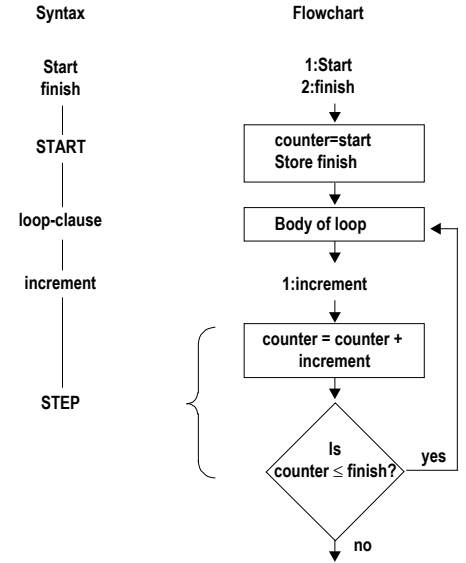 Syntax
Flowchart
Start
finish
START
loop-clause
increment
STEP
1:Start
2:finish
counter=start
Store finish
Body of loop
1:increment
counter = counter +
increment
Is
counter ≤ finish?
yes
no